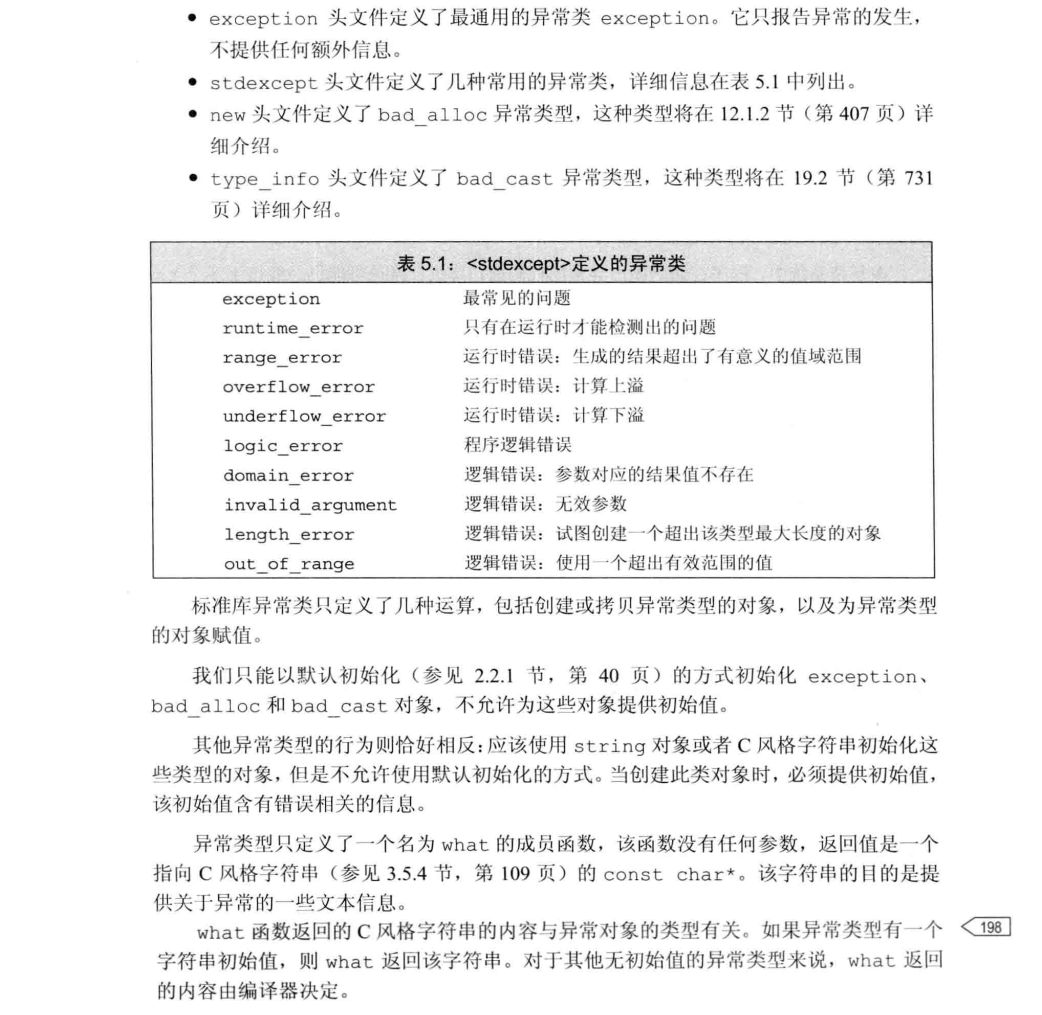 • exception 头文件定义了最通用的异常类 exception。它只报告异常的发生，
不提供任何额外信息。
• stdexcept 头文件定义了几种常用的异常类，详细信息在表 5.1 中列出。
• new 头文件定义了 bad_alloc 异常类型，这种类型将在 12.1.2 节（第 407 页）详
细介绍。
• type_info 头文件定义了 bad_cast 异常类型，这种类型将在 19.2 节（第 731
页）详细介绍。
表 5.1：<stdexcept>定义的异常类
exception 最常见的问题
runtime_error 只有在运行时才能检测出的问题
range_error 运行时错误：生成的结果超出了有意义的值域范围
overflow_error 运行时错误：计算上溢
underflow_error 运行时错误：计算下溢
logic_error 程序逻辑错误
domain_error 逻辑错误：参数对应的结果值不存在
invalid_argument 逻辑错误：无效参数
length_error 逻辑错误：试图创建一个超出该类型最大长度的对象
out_of_range 逻辑错误：使用一个超出有效范围的值
标准库异常类只定义了几种运算，包括创建或拷贝异常类型的对象，以及为异常类型
的对象赋值。
我们只能以默认初始化（参见 2.2.1 节，第 40 页）的方式初始化 exception、
bad_alloc 和 bad_cast 对象，不允许为这些对象提供初始值。
其他异常类型的行为则恰好相反：应该使用 string 对象或者 C 风格字符串初始化这
些类型的对象，但是不允许使用默认初始化的方式。当创建此类对象时，必须提供初始值，
该初始值含有错误相关的信息。
异常类型只定义了一个名为 what 的成员函数，该函数没有任何参数，返回值是一个
指向 C 风格字符串（参见 3.5.4 节，第 109 页）的 const char*。该字符串的目的是提
供关于异常的一些文本信息。
what 函数返回的 C 风格字符串的内容与异常对象的类型有关。如果异常类型有一个 198
字符串初始值，则 what 返回该字符串。对于其他无初始值的异常类型来说，what 返回
的内容由编译器决定。